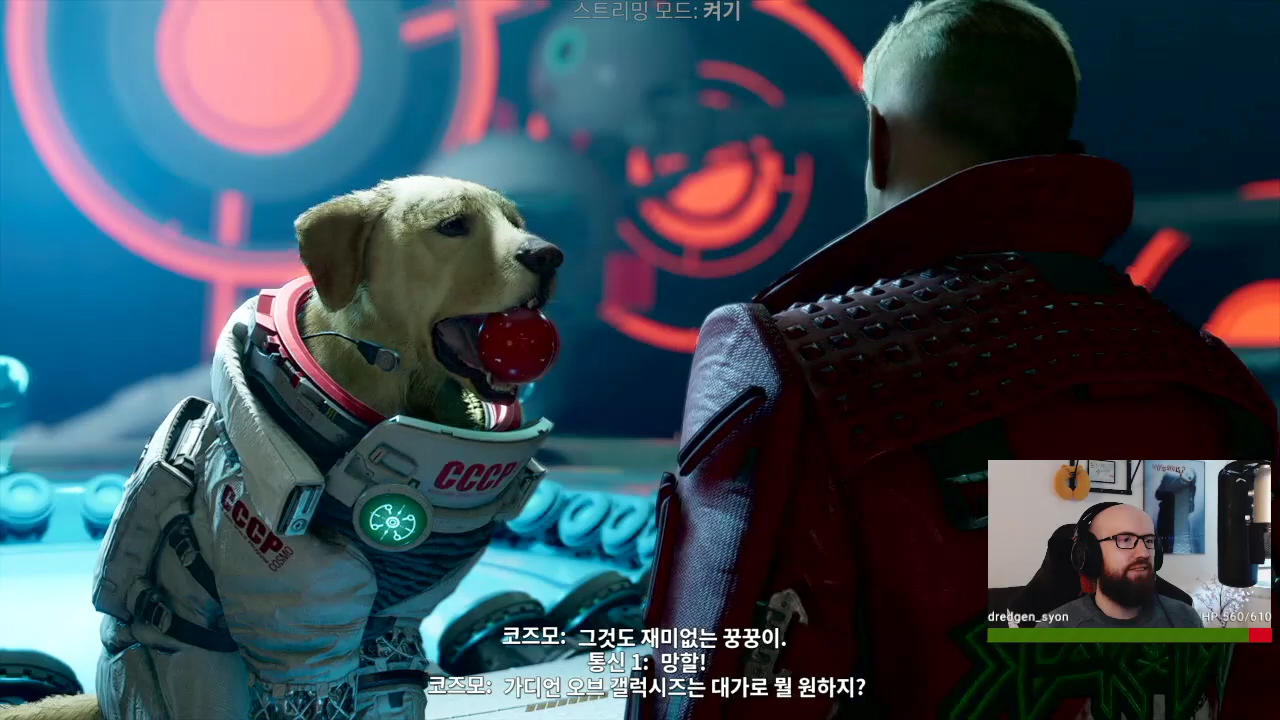 스트리밍 모드: 켜기
CCCP
CCCP
COSMO
dredgen_syon
HP 560/610
코즈모: 그것도 재미없는 꿍꿍이.
통신 1: 망할!
코즈모: 가디언 오브 갤럭시즈는 대가로 뭘 원하지?